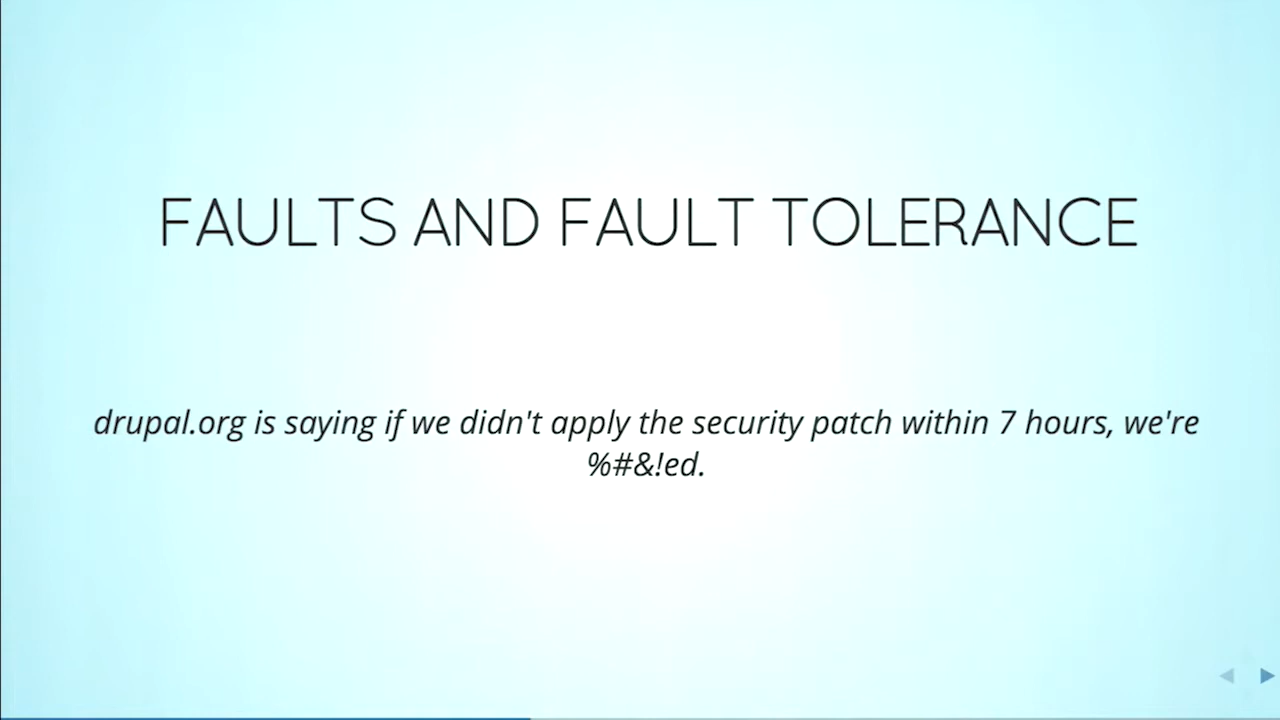 FAULTS AND FAULT TOLERANCE
drupal.org is saying if we didn't apply the security patch within 7 hours, we're
%#&!ed.